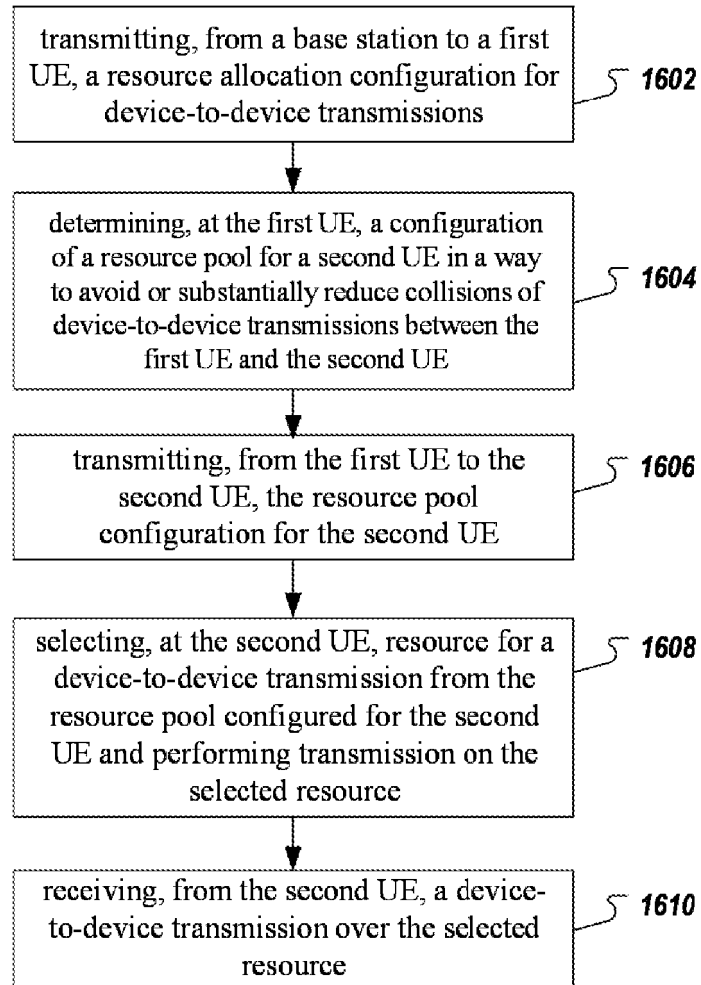 transmitting, from a base station to a first
UE, a resource allocation configuration for
device-to-device transmissions
1602
determining, at the first UE, a configuration
of a resource pool for a second UE in a way
to avoid or substantially reduce collisions of
device-to-device transmissions between the
first UE and the second UE
1604
transmitting, from the first UE to the
second UE, the resource pool
configuration for the second UE
1606
selecting, at the second UE, resource for a
device-to-device transmission from the
resource pool configured for the second
UE and performing transmission on the
selected resource
1608
receiving, from the second UE, a device-
to-device transmission over the selected
resource
1610